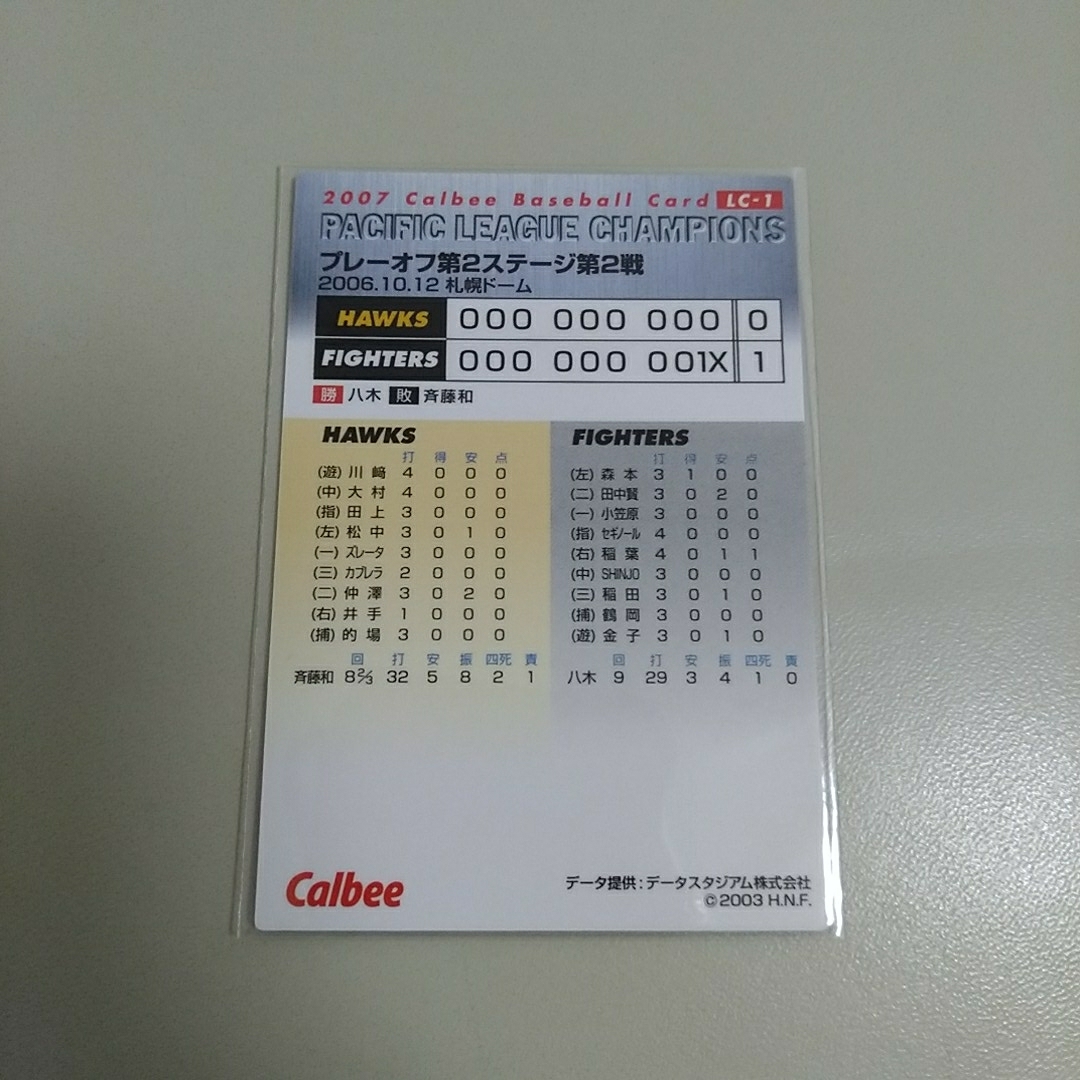 2007 Calbee Baseball Card LC-1
PACIFIC LEAGUE CHAMPIONS
プレーオフ第2ステージ第2戦
2006.10.12 札幌ドーム
HAWKS 000 000 000 0
FIGHTERS 000 000 001X 1
勝 八木 敗 斉藤和
HAWKS
打 得 安 点
(遊) 川﨑 4 0 0 0
(中) 大村 4 0 0 0
(指) 田上 3 0 0 0
(左) 松中 3 0 1 0
(一) ズレータ 3 0 0 0
(三) カブレラ 2 0 0 0
(二) 仲澤 3 0 2 0
(右) 井手 1 0 0 0
(捕) 的場 3 0 0 0
回 打 安 振 四死 責
斉藤和 8⅔ 32 5 8 2 1
FIGHTERS
打 得 安 点
(左) 森本 3 1 0 0
(二) 田中賢 3 0 2 0
(一) 小笠原 3 0 0 0
(指) セギノール 4 0 0 0
(右) 稲葉 4 0 1 1
(中) SHINJO 3 0 0 0
(三) 稲田 3 0 1 0
(捕) 鶴岡 3 0 0 0
(遊) 金子 3 0 1 0
回 打 安 振 四死 責
八木 9 29 3 4 1 0
Calbee
データ提供：データスタジアム株式会社
©2003 H.N.F.